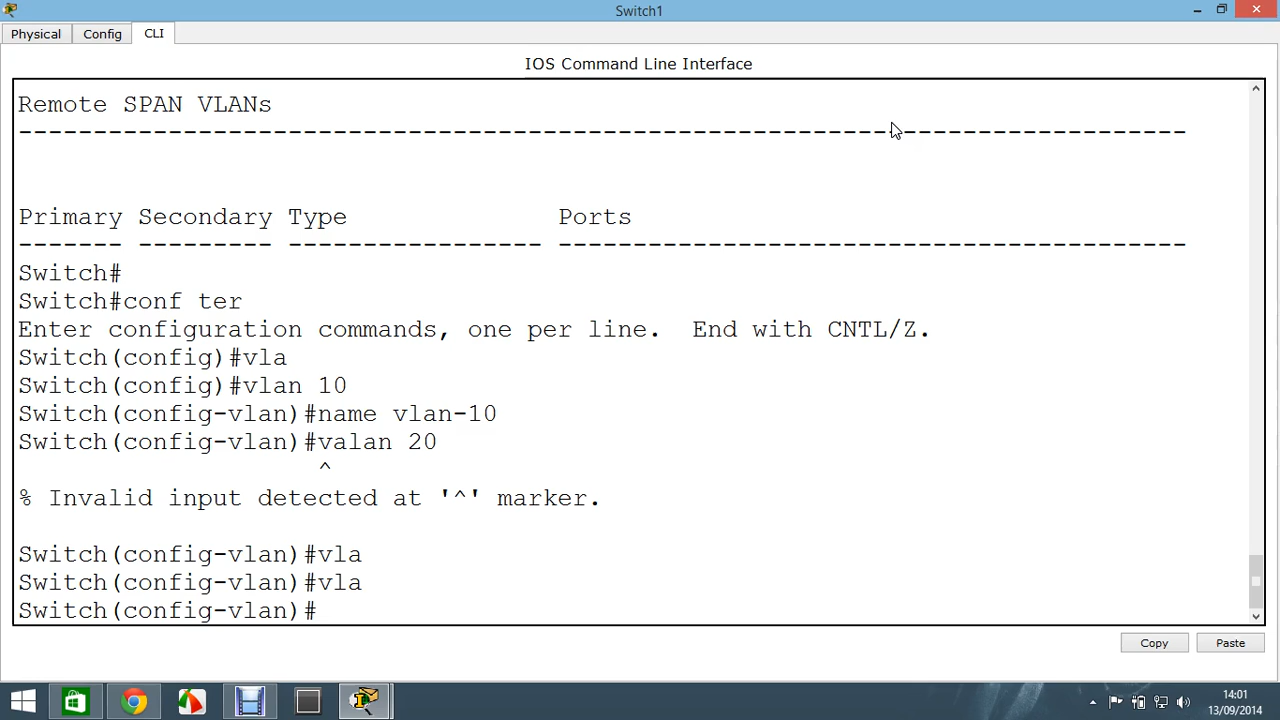 Switch1
Physical Config CLI
IOS Command Line Interface
Remote SPAN VLANs
------------------------------------------------------------------------------
Primary Secondary Type              Ports
------- --------- ----------------- ------------------------------------------
Switch#
Switch#conf ter
Enter configuration commands, one per line.  End with CNTL/Z.
Switch(config)#vla
Switch(config)#vlan 10
Switch(config-vlan)#name vlan-10
Switch(config-vlan)#valan 20
^
% Invalid input detected at '^' marker.
Switch(config-vlan)#vla
Switch(config-vlan)#vla
Switch(config-vlan)#
Copy Paste
14:01
13/09/2014